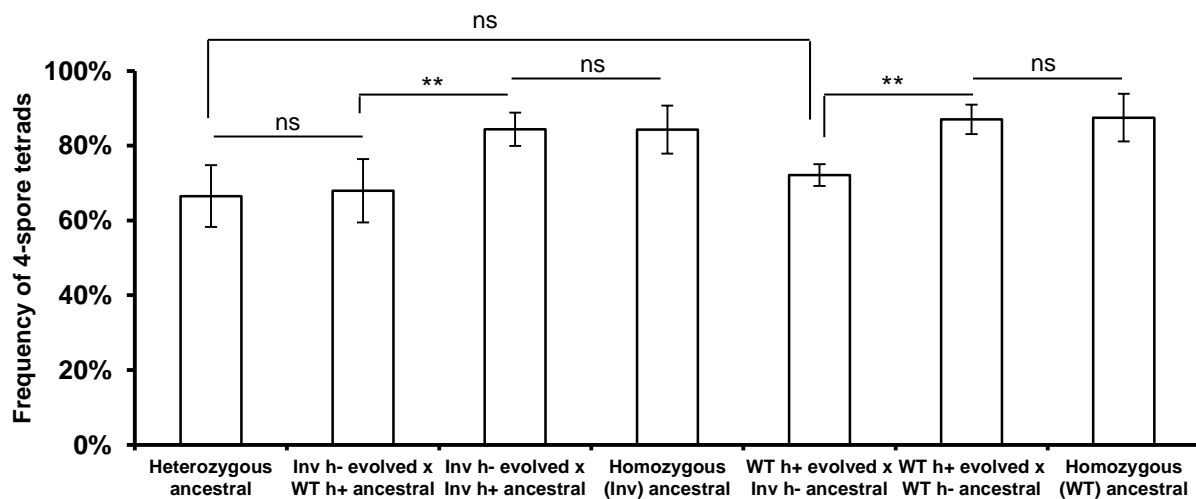 ns
ns
**
ns
**
ns
Frequency of 4-spore tetrads
100%
80%
60%
40%
20%
0%
Heterozygous
ancestral
Inv h- evolved x
WT h+ ancestral
Inv h- evolved x
Inv h+ ancestral
Homozygous
(Inv) ancestral
WT h+ evolved x
Inv h- ancestral
WT h+ evolved x
WT h- ancestral
Homozygous
(WT) ancestral